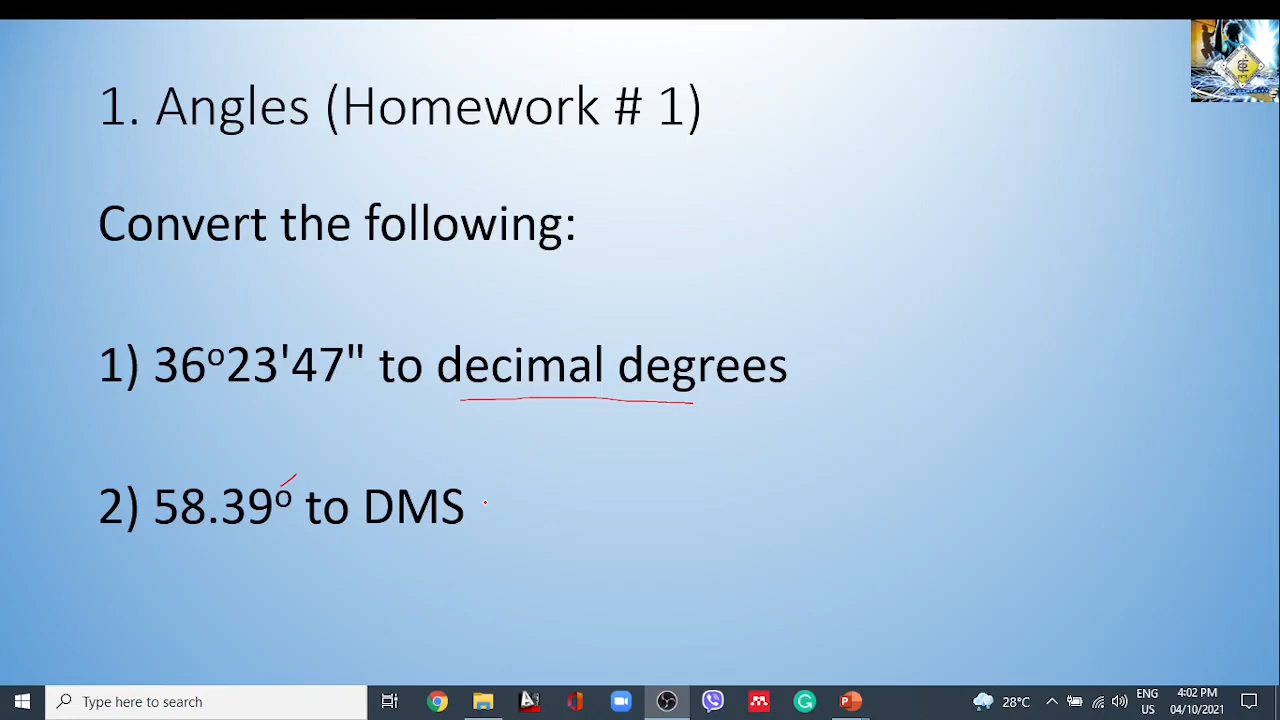 1. Angles (Homework # 1)
Convert the following:
1) 36º23'47" to decimal degrees
2) 58.39º to DMS
Type here to search
28°C
ENG
US
4:02 PM
04/10/2021